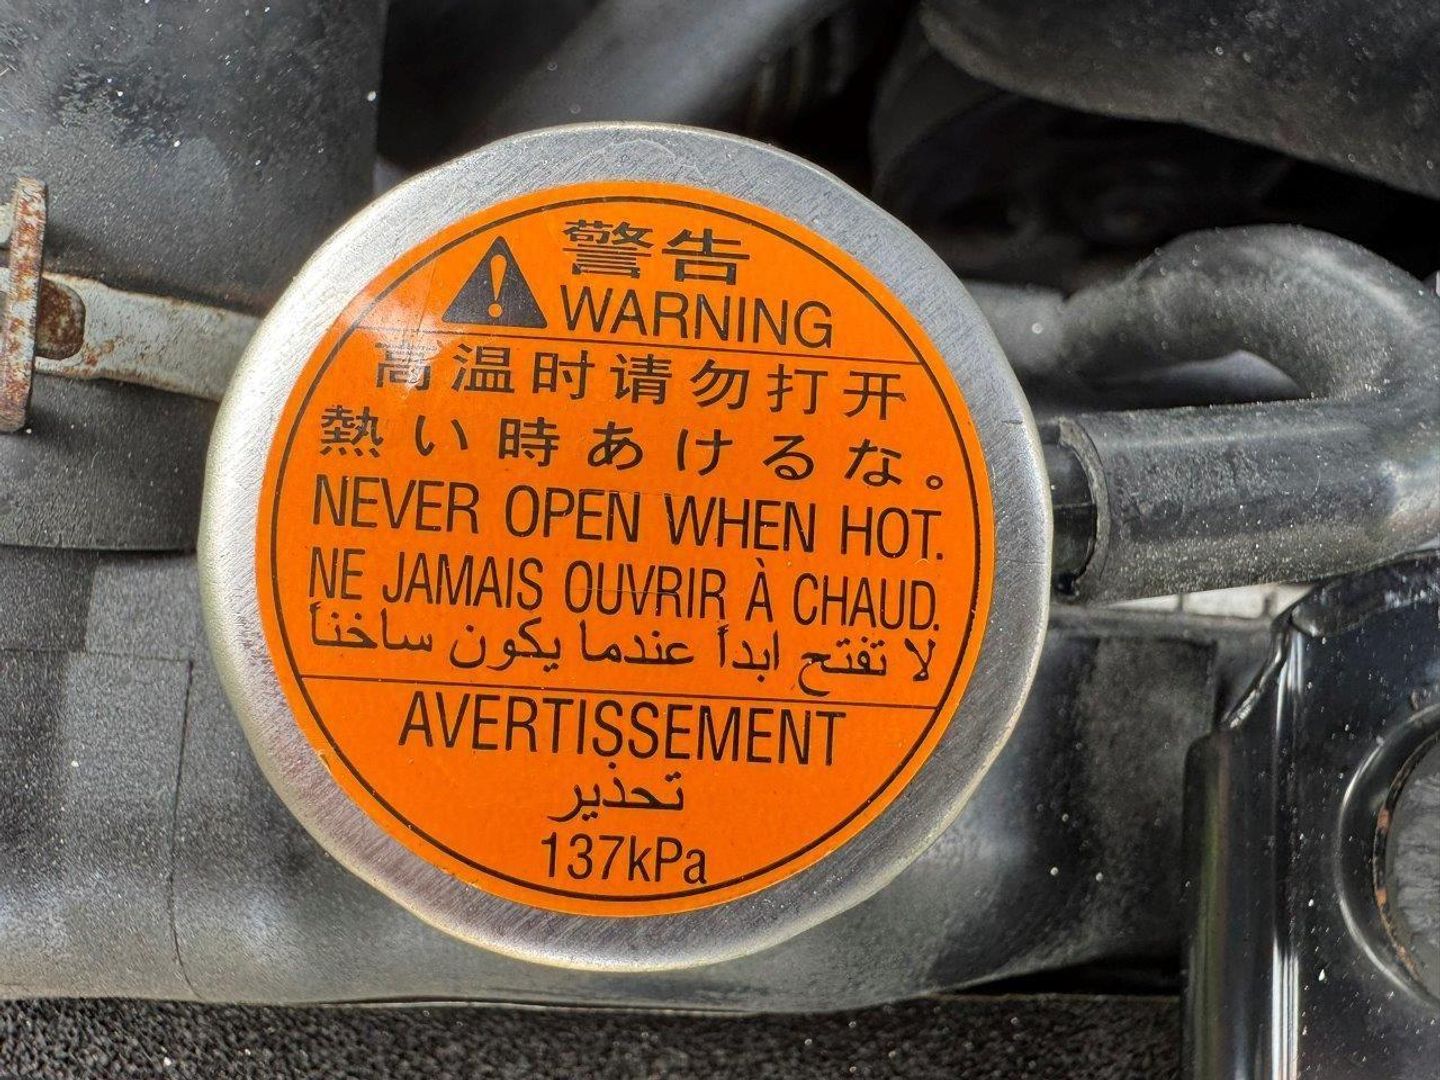 警告
WARNING
高温时请勿打开
熱い時あけるな。
NEVER OPEN WHEN HOT.
NE JAMAIS OUVRIR À CHAUD.
لا تفتح ابداً عندما يكون ساخناً
AVERTISSEMENT
تحذير
137kPa